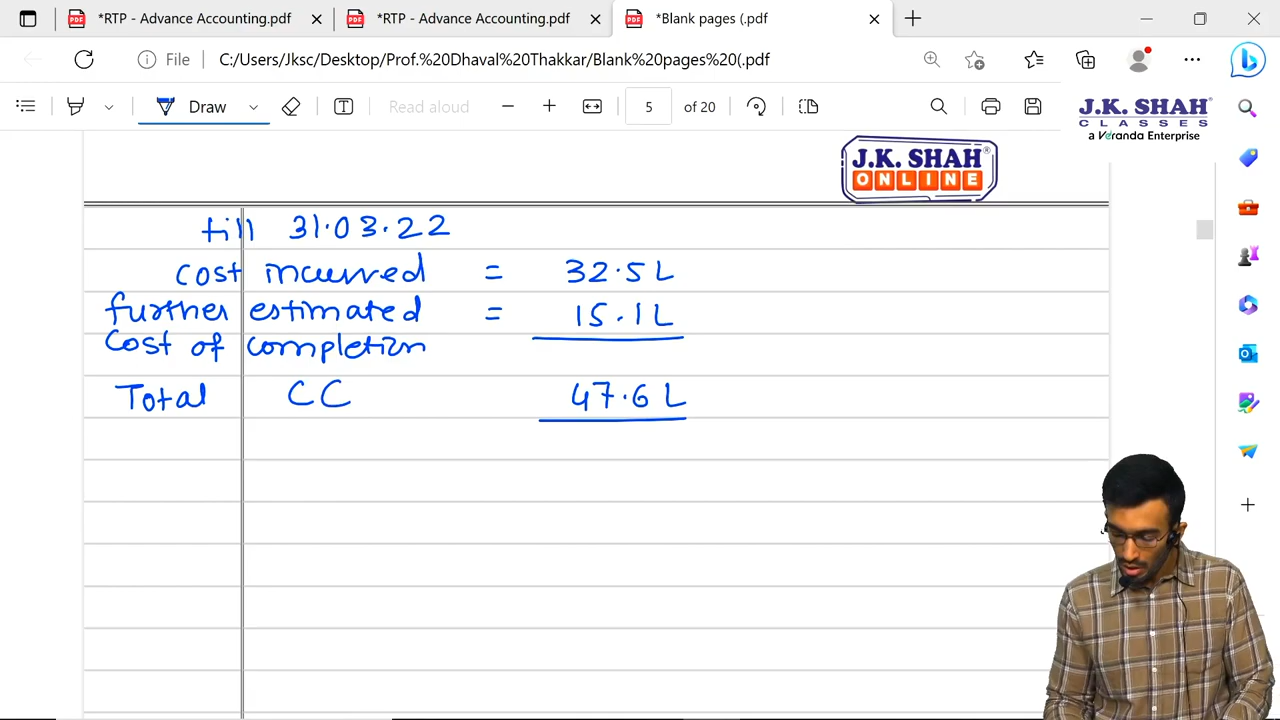 *RTP - Advance Accounting.pdf
*RTP - Advance Accounting.pdf
*Blank pages (.pdf
File C:/Users/Jksc/Desktop/Prof.%20Dhaval%20Thakkar/Blank%20pages%20(.pdf
Draw
Read aloud
5 of 20
J.K. SHAH®
CLASSES
a Veranda Enterprise
J.K. SHAH®
ONLINE
till 31.03.22
cost incurred = 32.5L
further estimated = 15.1L
cost of completion
Total CC 47.6 L